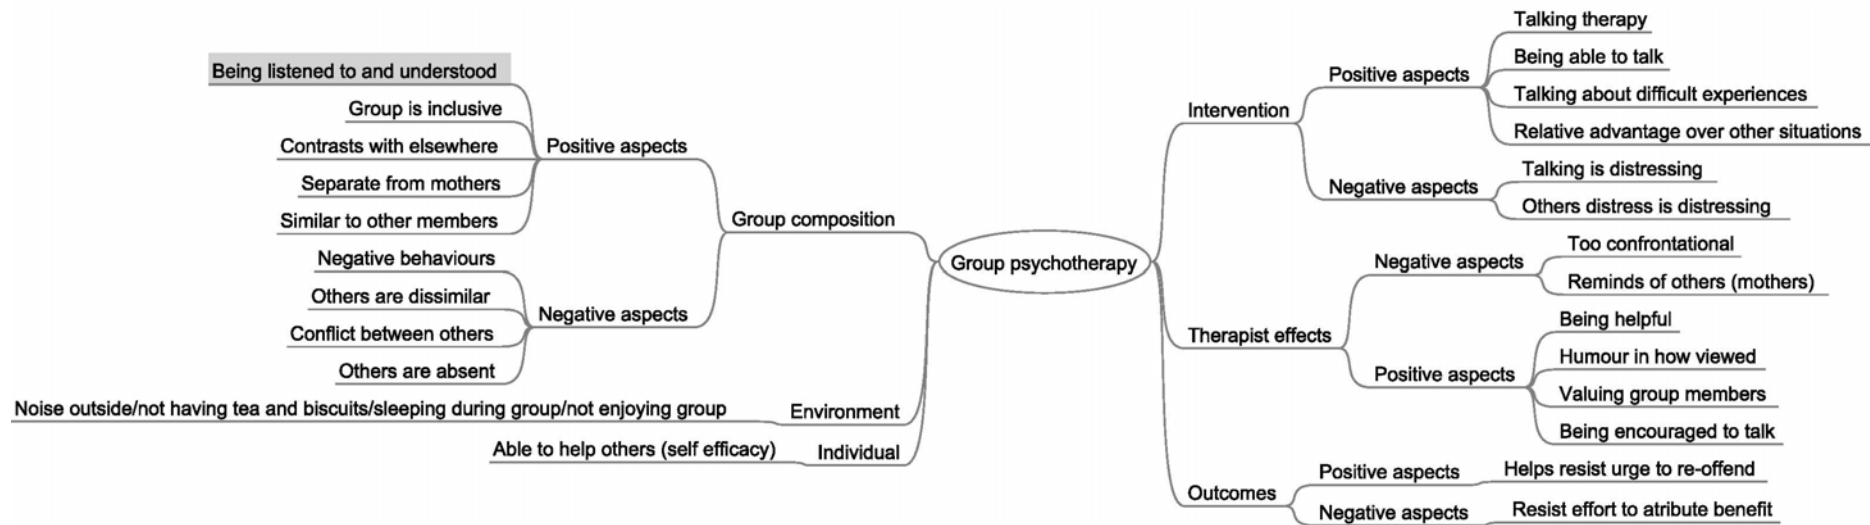 Being listened to and understood
Group is inclusive
Contrasts with elsewhere
Separate from mothers
Similar to other members
Positive aspects
Negative behaviours
Others are dissimilar
Conflict between others
Others are absent
Negative aspects
Group composition
Noise outside/not having tea and biscuits/sleeping during group/not enjoying group
Environment
Able to help others (self efficacy)
Individual
Group psychotherapy
Intervention
Positive aspects
Talking therapy
Being able to talk
Talking about difficult experiences
Relative advantage over other situations
Negative aspects
Talking is distressing
Others distress is distressing
Therapist effects
Negative aspects
Too confrontational
Reminds of others (mothers)
Positive aspects
Being helpful
Humour in how viewed
Valuing group members
Being encouraged to talk
Outcomes
Positive aspects
Helps resist urge to re-offend
Negative aspects
Resist effort to atribute benefit